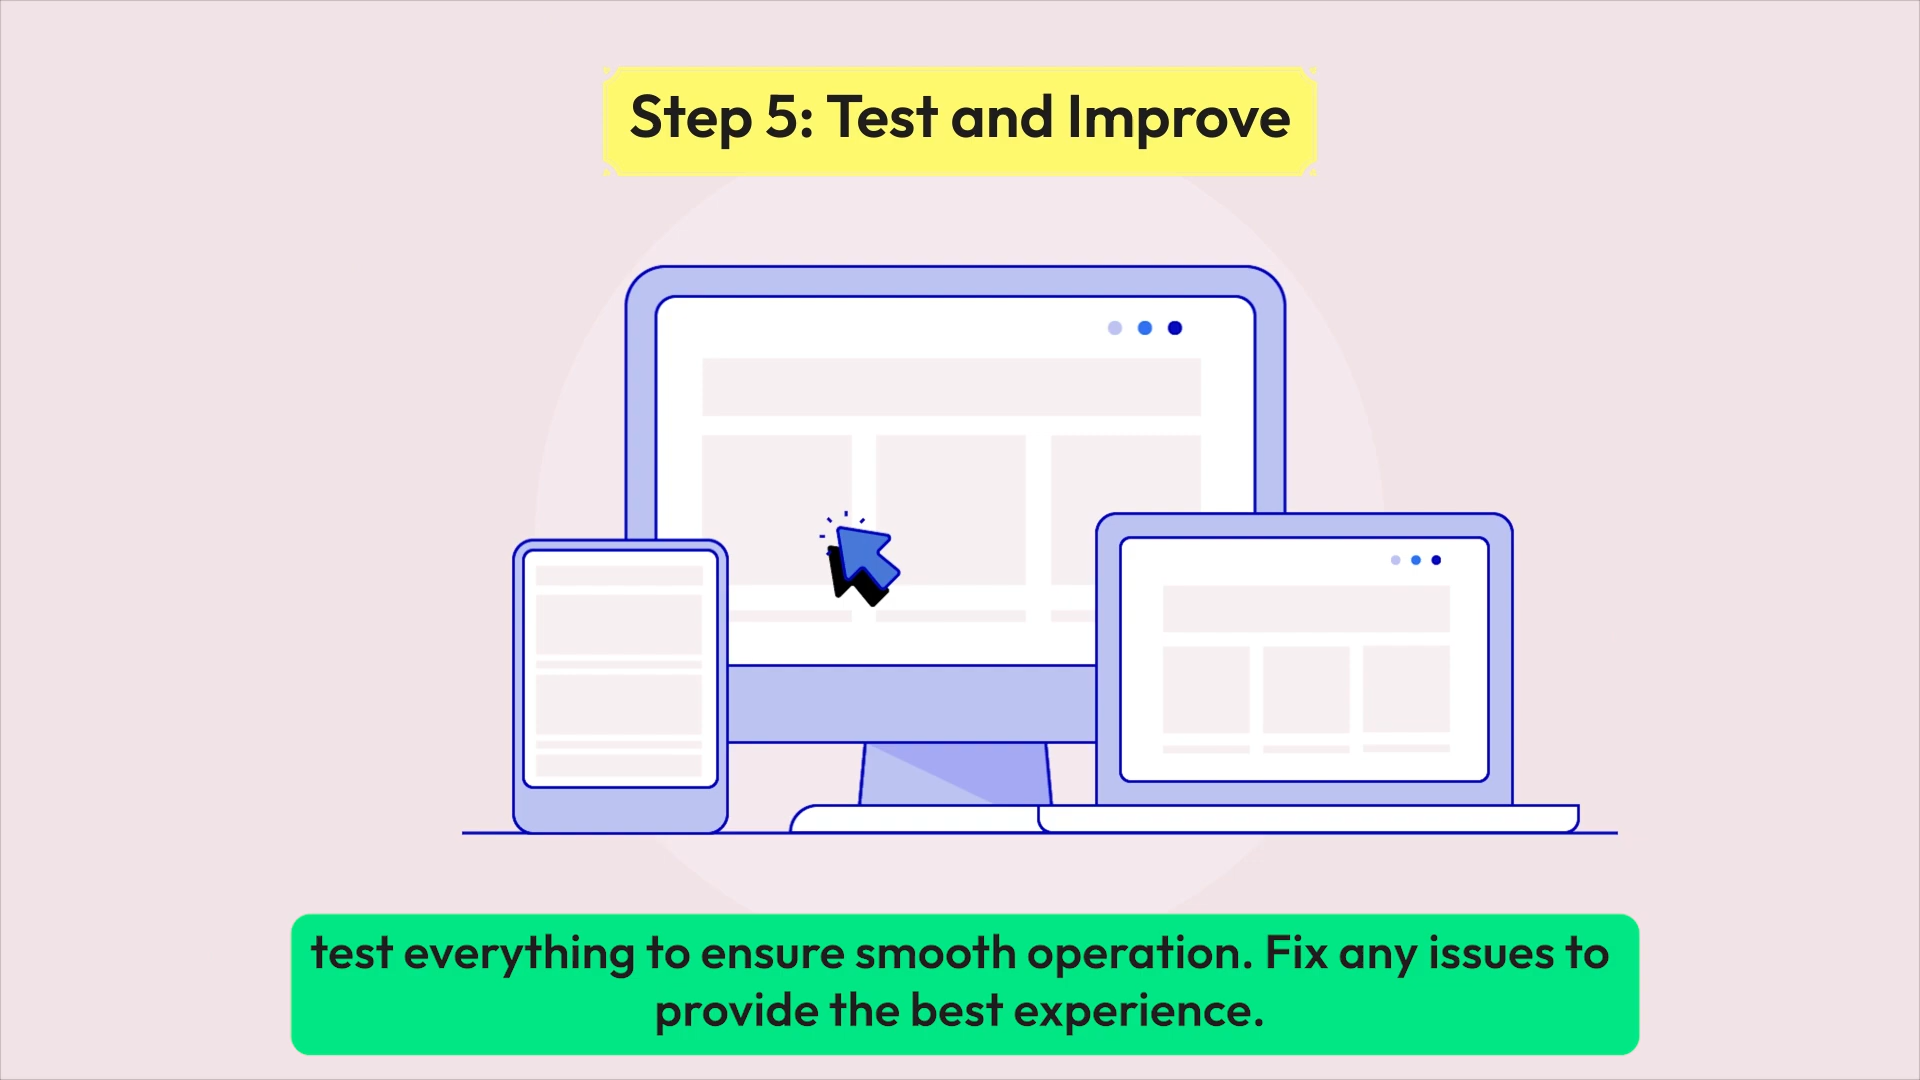 Step 5: Test and Improve
test everything to ensure smooth operation. Fix any issues to
provide the best experience.